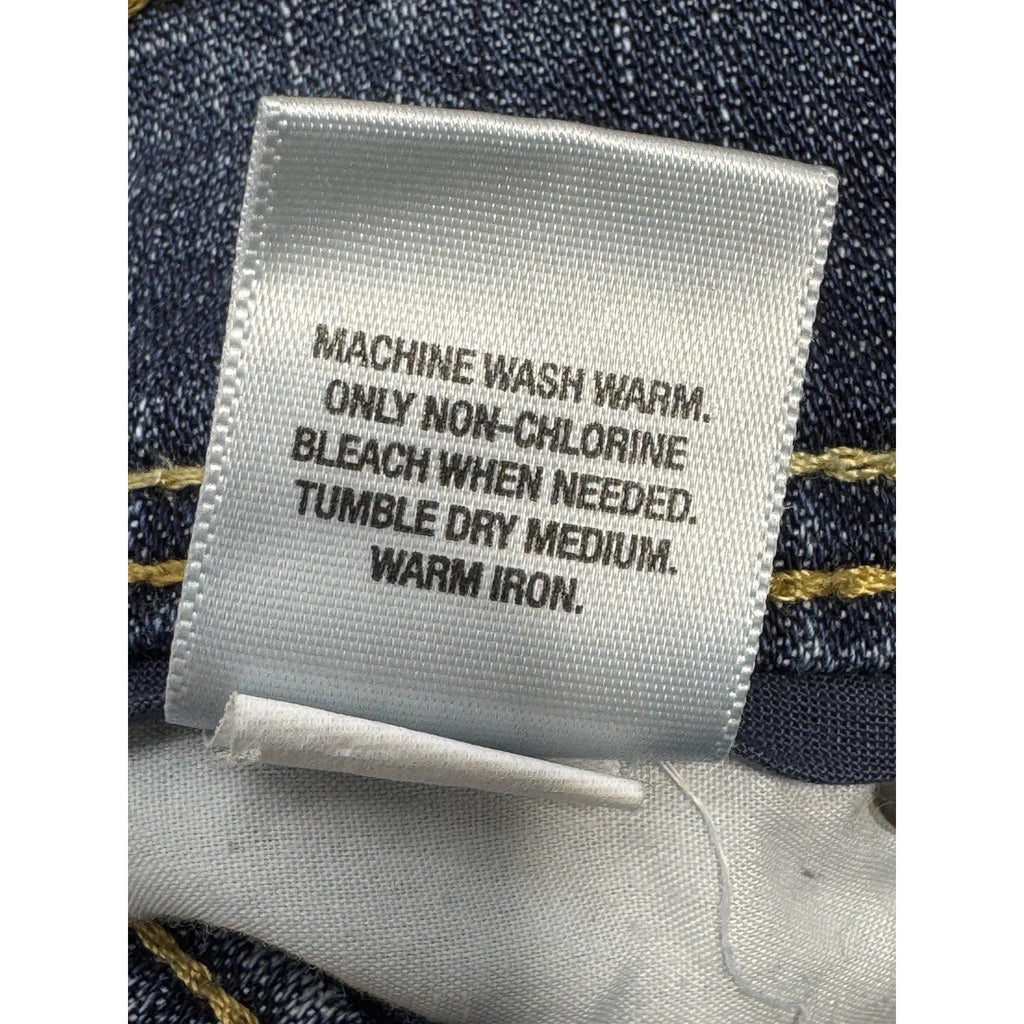 MACHINE WASH WARM.
ONLY NON-CHLORINE
BLEACH WHEN NEEDED.
TUMBLE DRY MEDIUM.
WARM IRON.